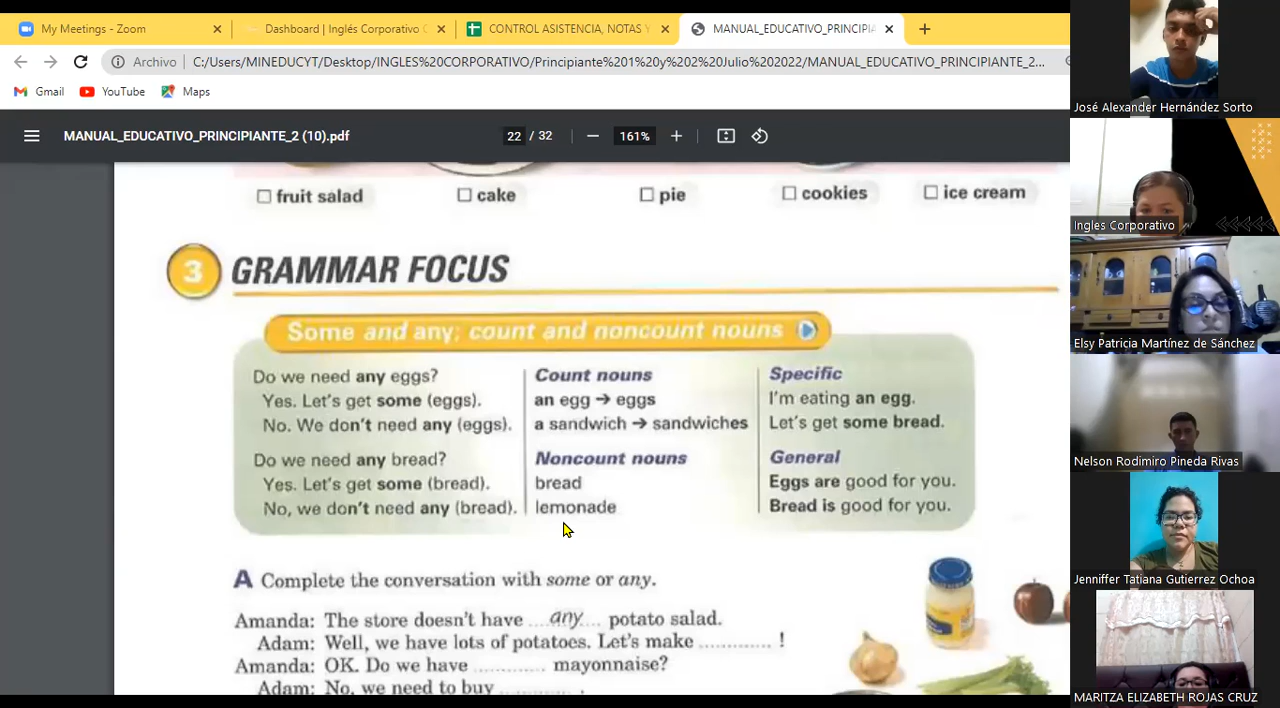 My Meetings - Zoom
Dashboard | Inglés Corporativo
CONTROL ASISTENCIA, NOTAS Y
MANUAL_EDUCATIVO_PRINCIPIA
Archivo
C:/Users/MINEDUCYT/Desktop/INGLES%20CORPORATIVO/Principiante%201%20y%202%20Julio%202022/MANUAL_EDUCATIVO_PRINCIPIANTE_2...
Gmail
YouTube
Maps
MANUAL_EDUCATIVO_PRINCIPIANTE_2 (10).pdf
22 / 32
161%
fruit salad
cake
pie
cookies
ice cream
3 GRAMMAR FOCUS
Some and any; count and noncount nouns
Do we need any eggs?
Yes. Let's get some (eggs).
No. We don't need any (eggs).
Do we need any bread?
Yes. Let's get some (bread).
No, we don't need any (bread).
Count nouns
an egg → eggs
a sandwich → sandwiches
Noncount nouns
bread
lemonade
Specific
I'm eating an egg.
Let's get some bread.
General
Eggs are good for you.
Bread is good for you.
A Complete the conversation with some or any.
Amanda: The store doesn't have ....any.... potato salad.
Adam: Well, we have lots of potatoes. Let's make ............ !
Amanda: OK. Do we have ............ mayonnaise?
Adam: No, we need to buy ............ .
José Alexander Hernández Sorto
Ingles Corporativo
Elsy Patricia Martínez de Sánchez
Nelson Rodimiro Pineda Rivas
Jenniffer Tatiana Gutierrez Ochoa
MARITZA ELIZABETH ROJAS CRUZ